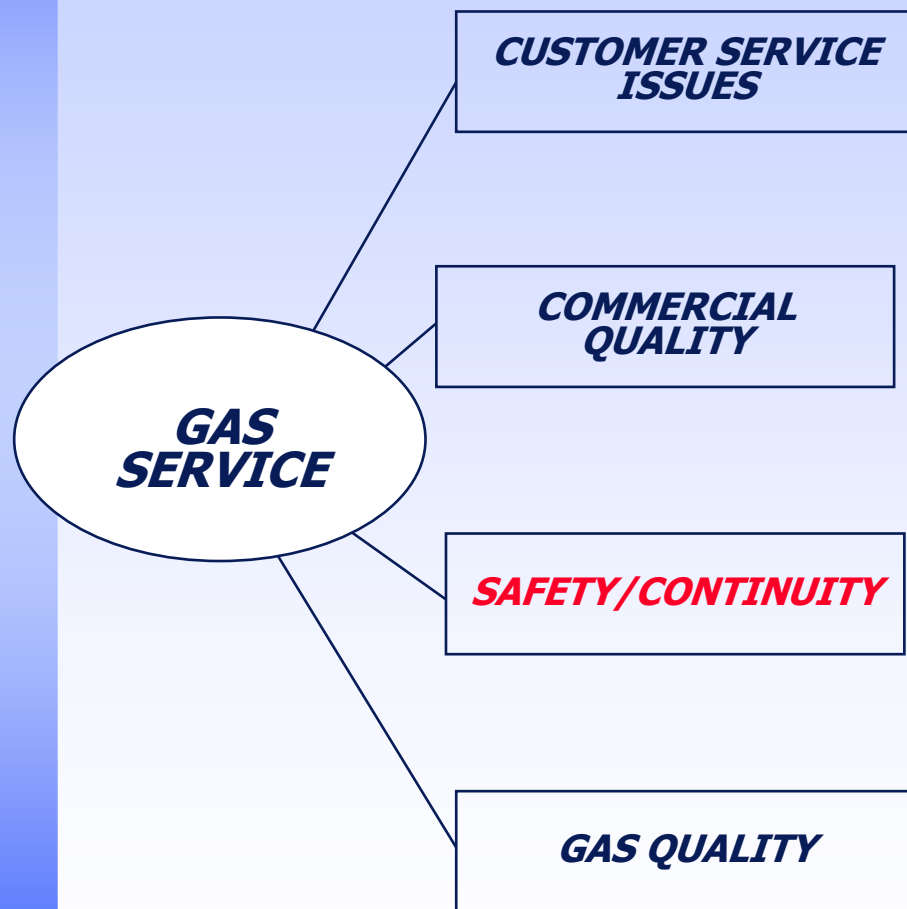 CUSTOMER SERVICE
ISSUES
COMMERCIAL
QUALITY
GAS
SERVICE
SAFETY/CONTINUITY
GAS QUALITY